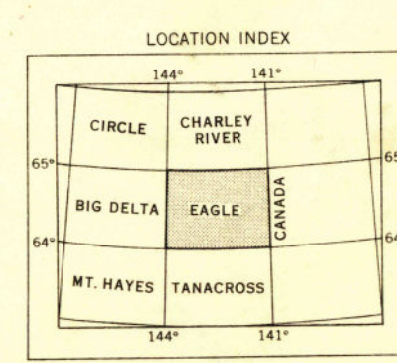 LOCATION INDEX
144° 141°
CIRCLE CHARLEY
RIVER
65° 65
BIG DELTA EAGLE CANADA
64° 64
MT. HAYES TANACROSS
144° 141°